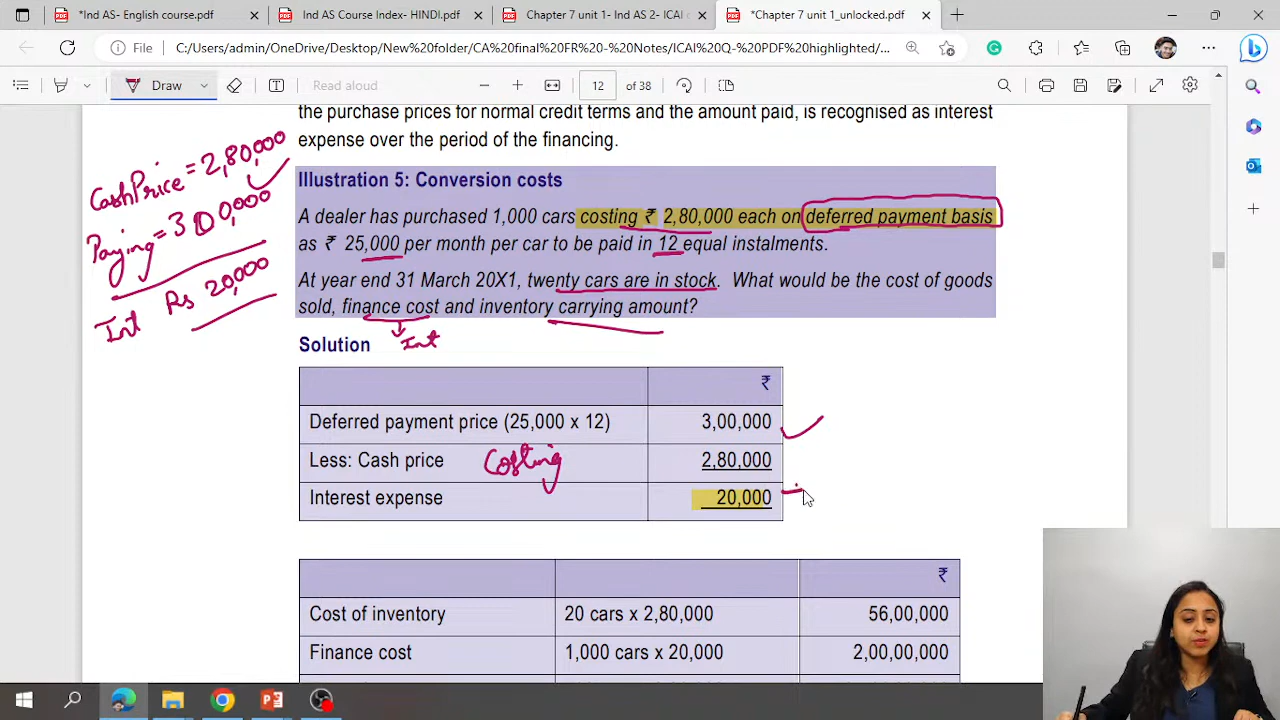 *Ind AS- English course.pdf
Ind AS Course Index- HINDI.pdf
Chapter 7 unit 1- Ind AS 2- ICAI
*Chapter 7 unit 1_unlocked.pdf
File
C:/Users/admin/OneDrive/Desktop/New%20folder/CA%20final%20FR%20-%20Notes/ICAI%20Q-%20PDF%20highlighted/...
Draw
Read aloud
12
of 38
the purchase prices for normal credit terms and the amount paid, is recognised as interest
expense over the period of the financing.
Cash Price = 2,80,000
Paying = 300,000
Int Rs 20,000
Illustration 5: Conversion costs
A dealer has purchased 1,000 cars costing ₹ 2,80,000 each on deferred payment basis
as ₹ 25,000 per month per car to be paid in 12 equal instalments.
At year end 31 March 20X1, twenty cars are in stock. What would be the cost of goods
sold, finance cost and inventory carrying amount?
Int
Solution
₹
Deferred payment price (25,000 x 12) 3,00,000
Less: Cash price Costing 2,80,000
Interest expense 20,000
₹
Cost of inventory 20 cars x 2,80,000 56,00,000
Finance cost 1,000 cars x 20,000 2,00,00,000